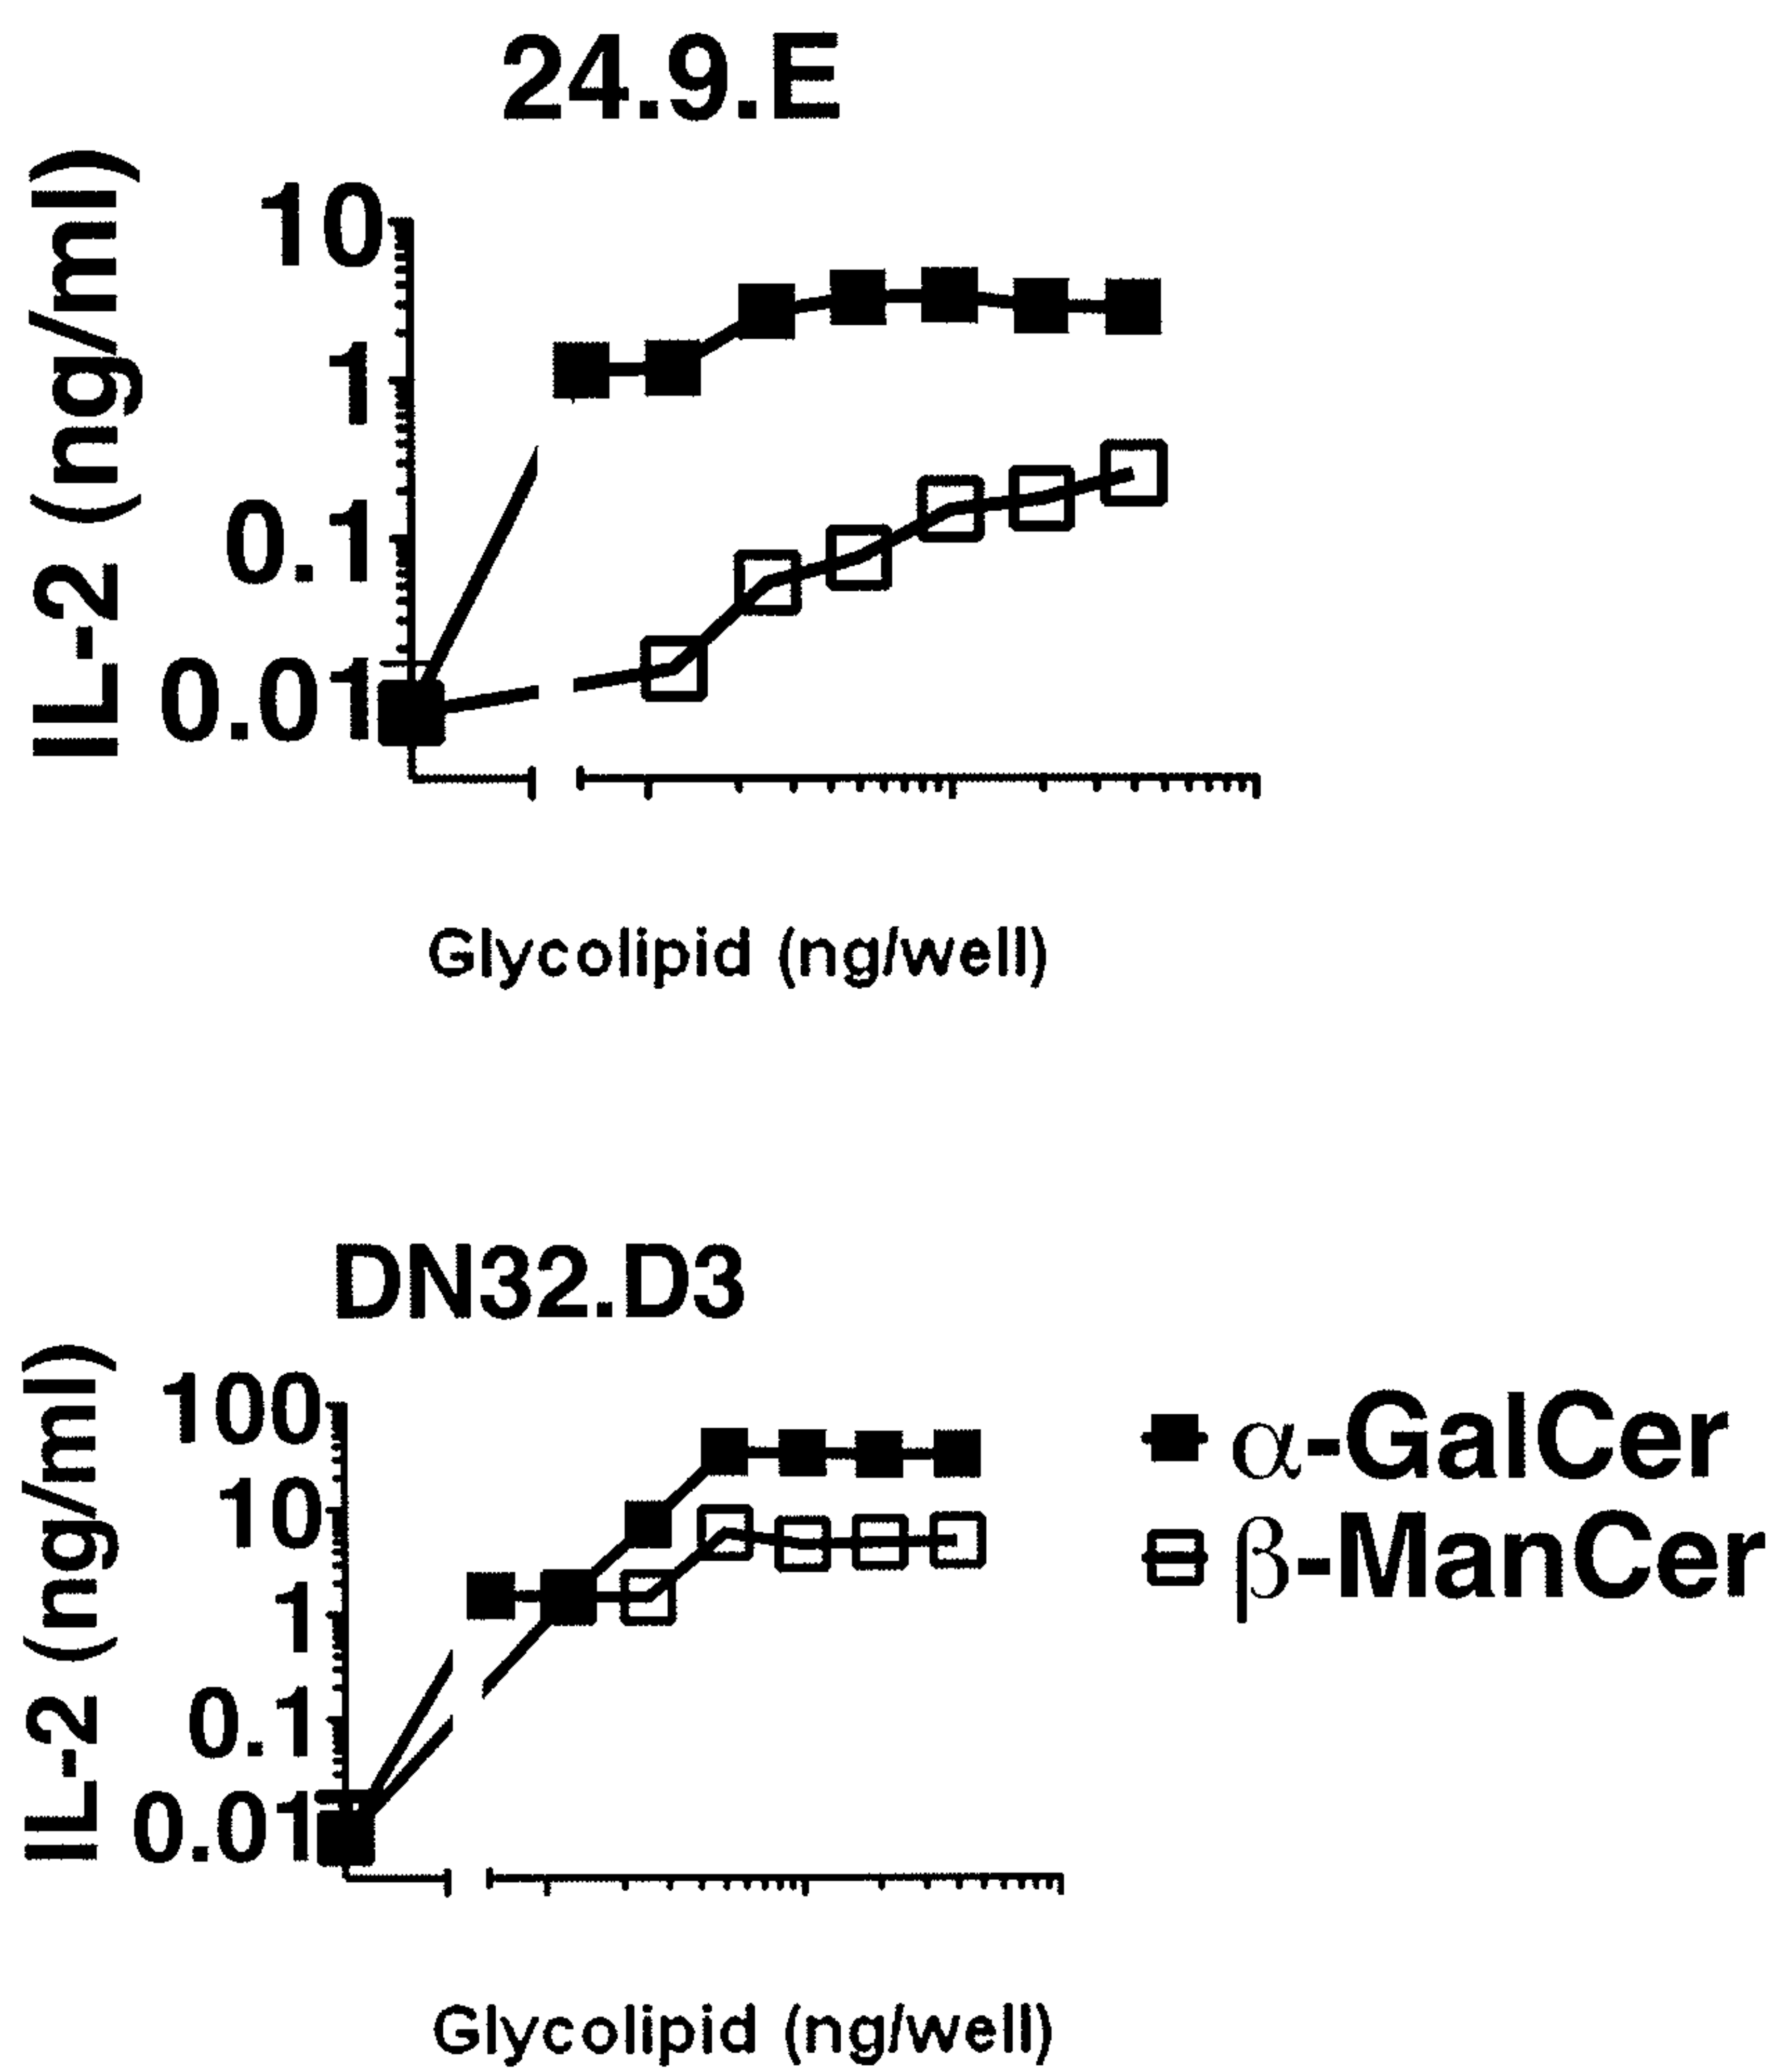 24.9.E
IL-2 (ng/ml)
10
1
0.1
0.01
Glycolipid (ng/well)
DN32.D3
IL-2 (ng/ml)
100
10
1
0.1
0.01
α-GalCer
β-ManCer
Glycolipid (ng/well)